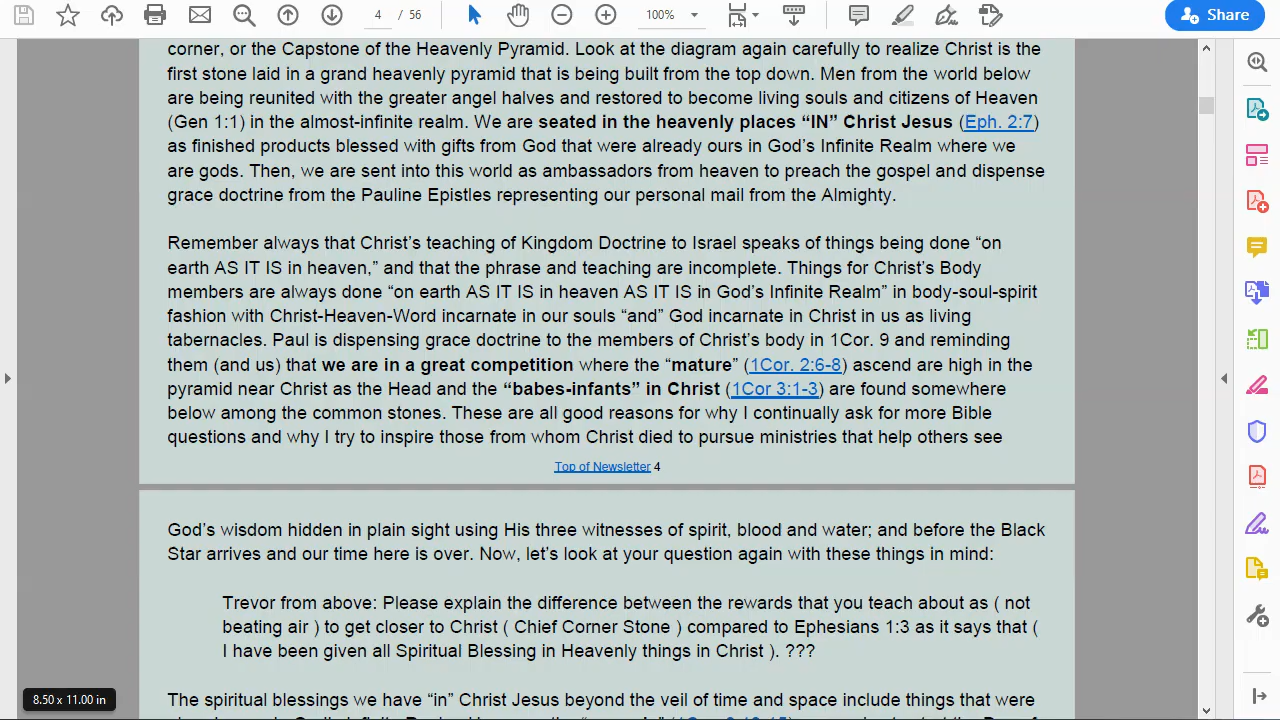 4 / 56
100%
Share
corner, or the Capstone of the Heavenly Pyramid. Look at the diagram again carefully to realize Christ is the
first stone laid in a grand heavenly pyramid that is being built from the top down. Men from the world below
are being reunited with the greater angel halves and restored to become living souls and citizens of Heaven
(Gen 1:1) in the almost-infinite realm. We are seated in the heavenly places “IN” Christ Jesus (Eph. 2:7)
as finished products blessed with gifts from God that were already ours in God’s Infinite Realm where we
are gods. Then, we are sent into this world as ambassadors from heaven to preach the gospel and dispense
grace doctrine from the Pauline Epistles representing our personal mail from the Almighty.
Remember always that Christ’s teaching of Kingdom Doctrine to Israel speaks of things being done “on
earth AS IT IS in heaven,” and that the phrase and teaching are incomplete. Things for Christ’s Body
members are always done “on earth AS IT IS in heaven AS IT IS in God’s Infinite Realm” in body-soul-spirit
fashion with Christ-Heaven-Word incarnate in our souls “and” God incarnate in Christ in us as living
tabernacles. Paul is dispensing grace doctrine to the members of Christ’s body in 1Cor. 9 and reminding
them (and us) that we are in a great competition where the “mature” (1Cor. 2:6-8) ascend are high in the
pyramid near Christ as the Head and the “babes-infants” in Christ (1Cor 3:1-3) are found somewhere
below among the common stones. These are all good reasons for why I continually ask for more Bible
questions and why I try to inspire those from whom Christ died to pursue ministries that help others see
Top of Newsletter 4
God’s wisdom hidden in plain sight using His three witnesses of spirit, blood and water; and before the Black
Star arrives and our time here is over. Now, let’s look at your question again with these things in mind:
Trevor from above: Please explain the difference between the rewards that you teach about as ( not
beating air ) to get closer to Christ ( Chief Corner Stone ) compared to Ephesians 1:3 as it says that (
I have been given all Spiritual Blessing in Heavenly things in Christ ). ???
8.50 x 11.00 in
The spiritual blessings we have “in” Christ Jesus beyond the veil of time and space include things that were